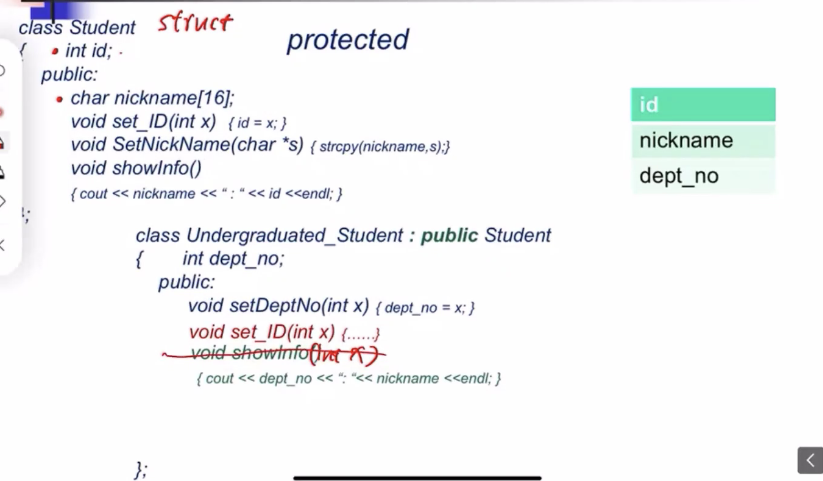 class Student struct
{ int id;
protected
public:
char nickname[16];
void set_ID(int x) { id = x; }
void SetNickName(char *s) { strcpy(nickname,s);}
void showInfo()
{ cout << nickname << “ : “ << id <<endl; }
};
id
nickname
dept_no
class Undergraduated_Student : public Student
{ int dept_no;
public:
void setDeptNo(int x) { dept_no = x; }
void set_ID(int x) {......}
void showInfo(int x)
{ cout << dept_no << “: “<< nickname <<endl; }
};